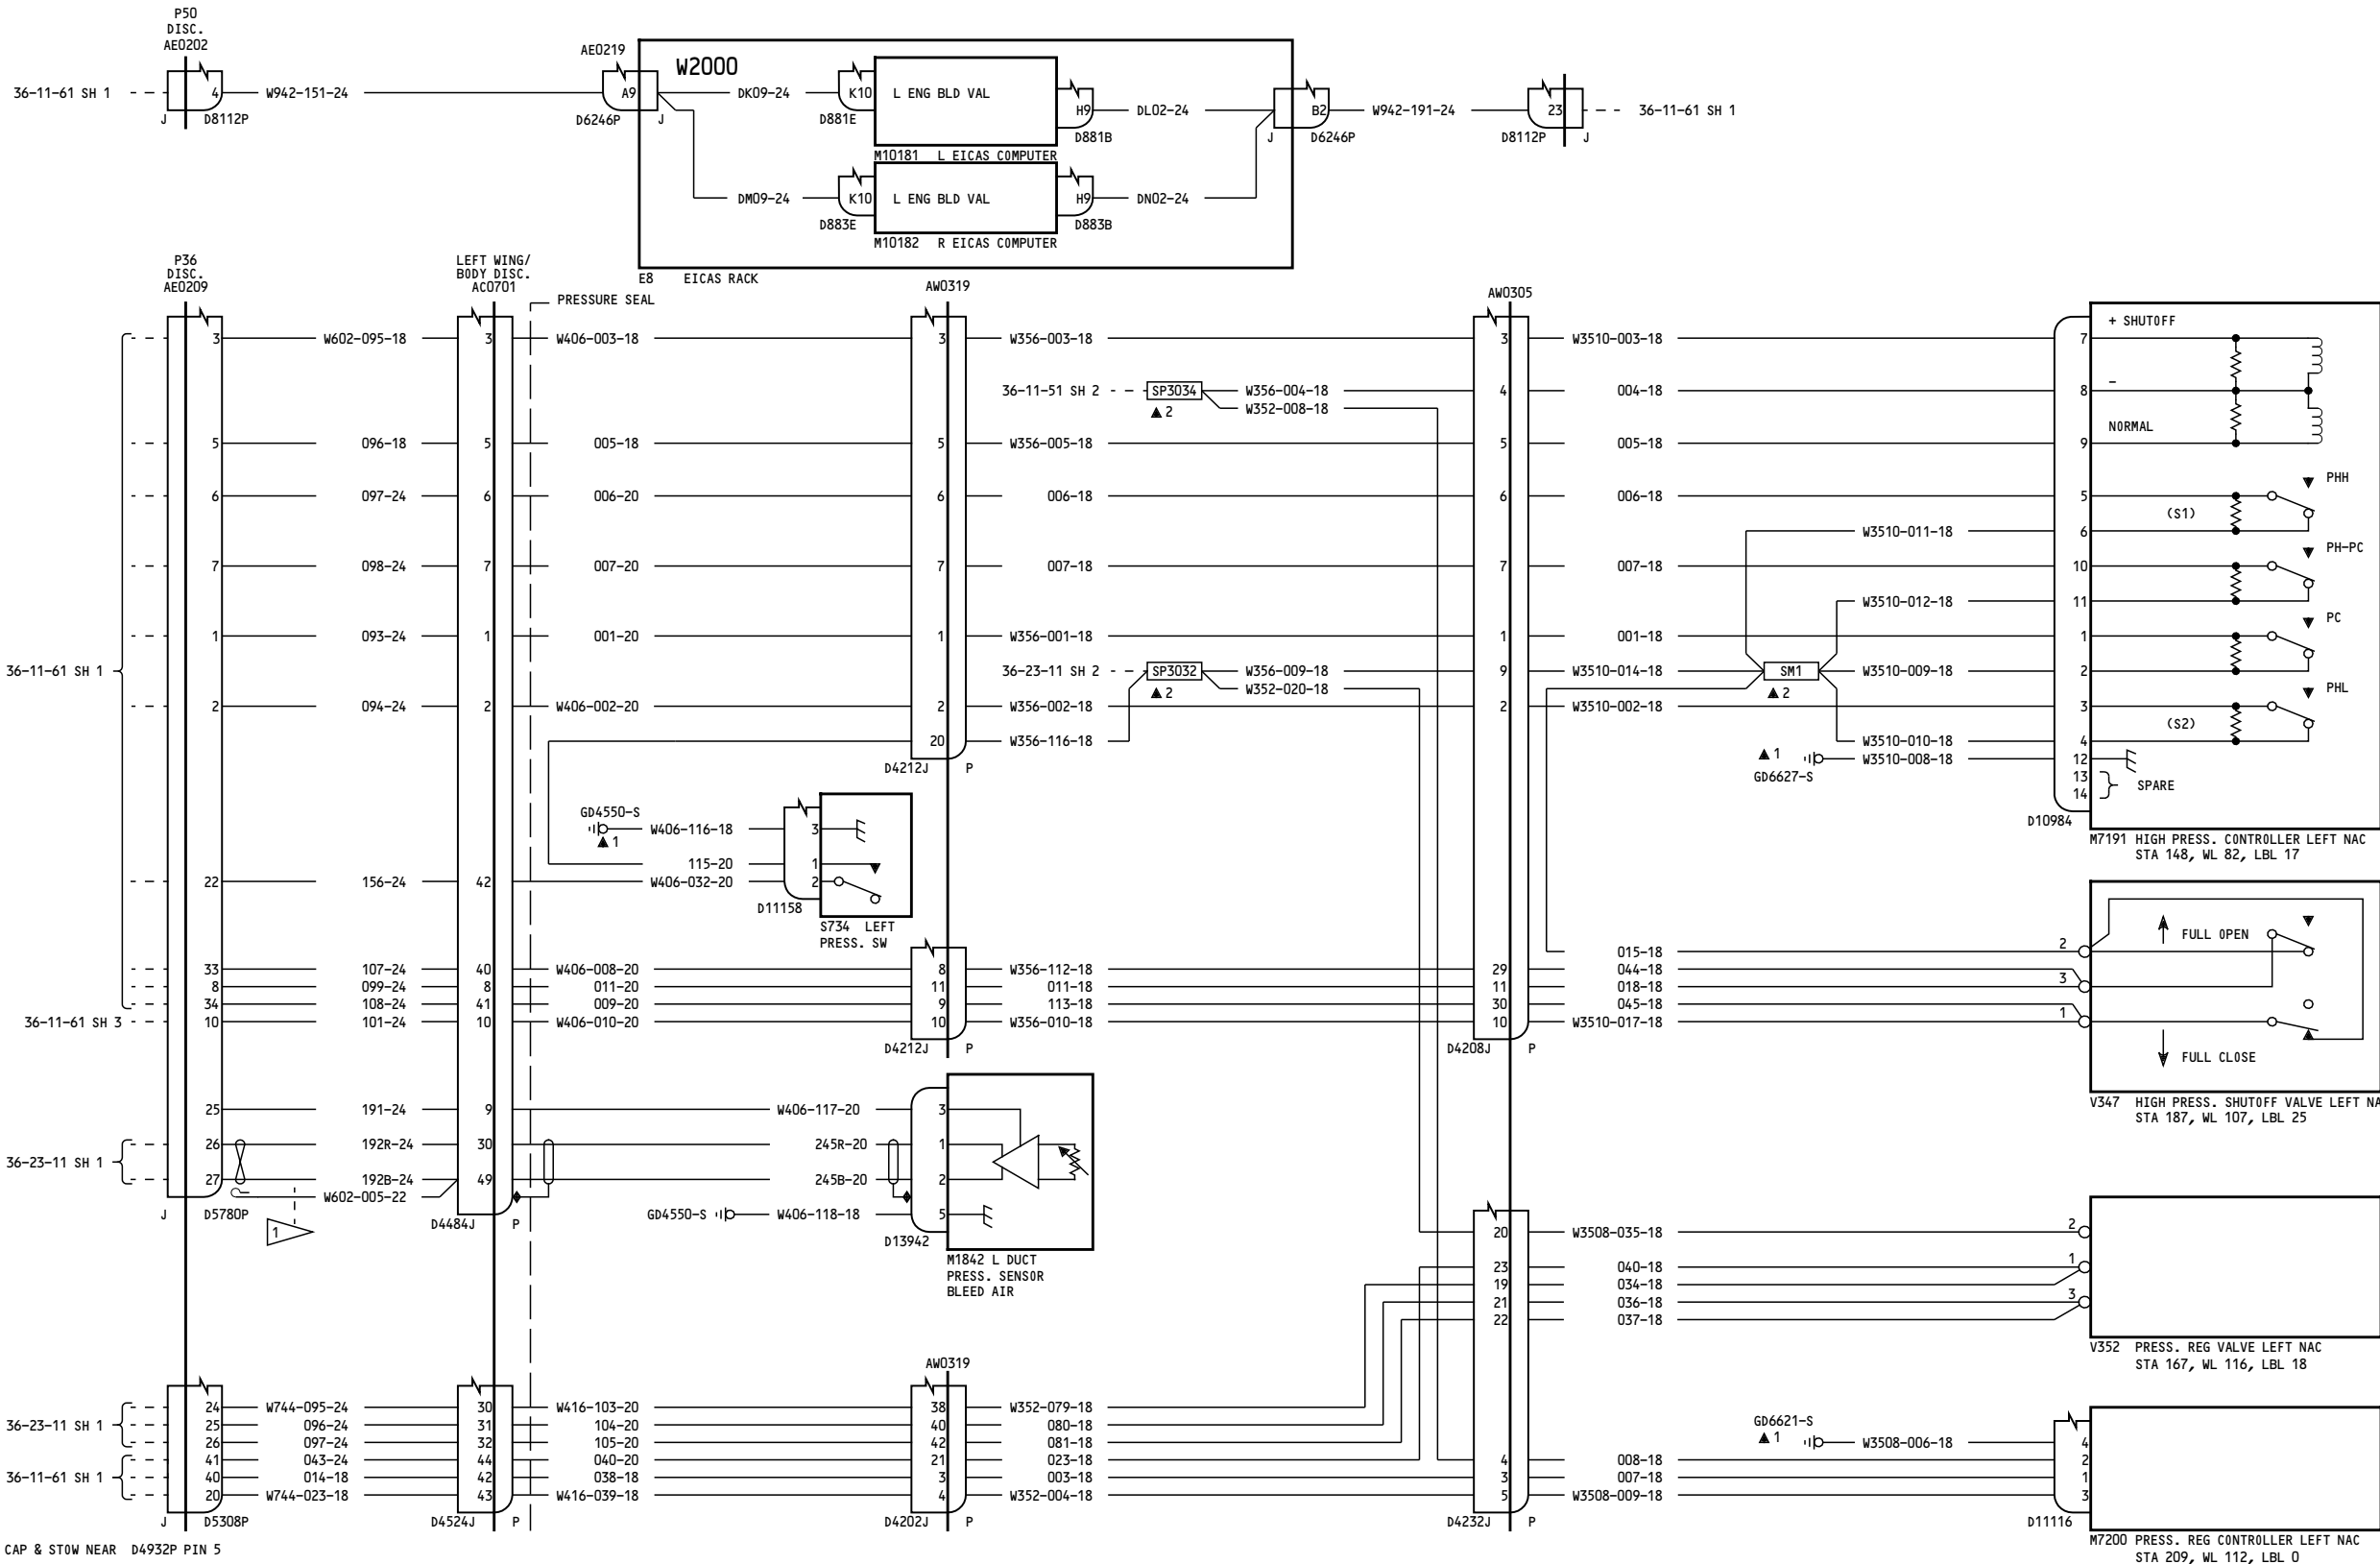 P50
DISC.
AE0202
36-11-61 SH 1
4
W942-151-24
J
D8112P
AE0219
A9
D6246P
J
W2000
DK09-24
K10
L ENG BLD VAL
H9
DL02-24
D881E
D881B
M10181 L EICAS COMPUTER
DM09-24
K10
L ENG BLD VAL
H9
DN02-24
D883E
D883B
M10182 R EICAS COMPUTER
E8 EICAS RACK
B2
J
D6246P
W942-191-24
23
D8112P
J
36-11-61 SH 1
P36
DISC.
AE0209
LEFT WING/
BODY DISC.
AC0701
PRESSURE SEAL
AW0319
AW0305
3 W602-095-18 3 W406-003-18 3 W356-003-18 3 W3510-003-18 7 + SHUTOFF
36-11-51 SH 2 SP3034 W356-004-18 4 004-18 8 -
2 W352-008-18
5 096-18 5 005-18 5 W356-005-18 5 005-18 9 NORMAL
6 097-24 6 006-20 6 006-18 6 006-18 5 PHH
(S1)
W3510-011-18 6
7 098-24 7 007-20 7 007-18 7 007-18 10 PH-PC
W3510-012-18 11
1 093-24 1 001-20 1 W356-001-18 1 001-18 1 PC
36-11-61 SH 1
36-23-11 SH 2 SP3032 W356-009-18 9 W3510-014-18 SM1 W3510-009-18 2
2 W352-020-18
2
2 094-24 2 W406-002-20 2 W356-002-18 2 W3510-002-18 3 PHL
(S2)
20 W356-116-18
W3510-010-18 4
1 GD6627-S W3510-008-18 12
13
14
SPARE
D4212J P
D10984
M7191 HIGH PRESS. CONTROLLER LEFT NAC
STA 148, WL 82, LBL 17
GD4550-S
1
W406-116-18 3
115-20 1
22 156-24 42 W406-032-20 2
D11158
S734 LEFT
PRESS. SW
015-18 2
33 107-24 40 W406-008-20 8 W356-112-18 29 044-18
8 099-24 8 011-20 11 011-18 11 018-18 3
34 108-24 41 009-20 9 113-18 30 045-18
36-11-61 SH 3 10 101-24 10 W406-010-20 10 W356-010-18 10 W3510-017-18 1
D4212J P
D4208J P
FULL OPEN
FULL CLOSE
V347 HIGH PRESS. SHUTOFF VALVE LEFT NA
STA 187, WL 107, LBL 25
25 191-24 9 W406-117-20 3
26 192R-24 30 245R-20 1
36-23-11 SH 1
27 192B-24 49 245B-20 2
W602-005-22
J D5780P
1
D4484J P
GD4550-S W406-118-18 5
D13942
M1842 L DUCT
PRESS. SENSOR
BLEED AIR
20 W3508-035-18 2
23 040-18 1
19 034-18
21 036-18 3
22 037-18
V352 PRESS. REG VALVE LEFT NAC
STA 167, WL 116, LBL 18
AW0319
36-23-11 SH 1
24 W744-095-24 30 W416-103-20 38 W352-079-18
25 096-24 31 104-20 40 080-18
26 097-24 32 105-20 42 081-18
36-11-61 SH 1
41 043-24 44 040-20 21 023-18 4 008-18 2
40 014-18 42 038-18 3 003-18 3 007-18 1
20 W744-023-18 43 W416-039-18 4 W352-004-18 5 W3508-009-18 3
GD6621-S
1
W3508-006-18 4
J D5308P
D4524J P
D4202J P
D4232J P
D11116
M7200 PRESS. REG CONTROLLER LEFT NAC
STA 209, WL 112, LBL 0
CAP & STOW NEAR D4932P PIN 5